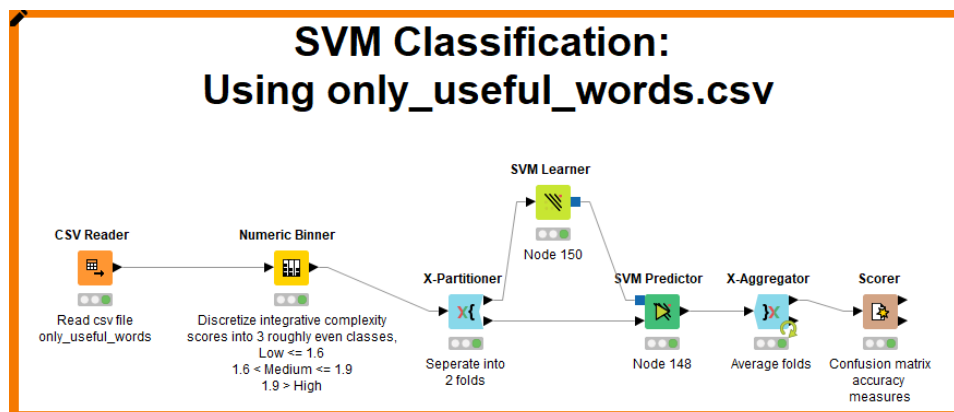 SVM Classification:
Using only_useful_words.csv
SVM Learner
Node 150
CSV Reader
Read csv file
only_useful_words
Numeric Binner
Discretize integrative complexity
scores into 3 roughly even classes,
Low <= 1.6
1.6 < Medium <= 1.9
1.9 > High
X-Partitioner
Seperate into
2 folds
SVM Predictor
Node 148
X-Aggregator
Average folds
Scorer
Confusion matrix
accuracy
measures